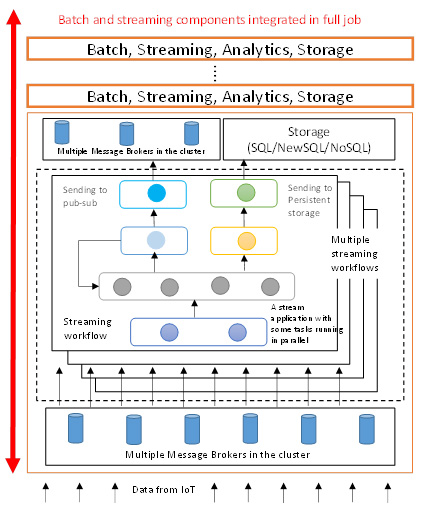 Batch and streaming components integrated in full job
Batch, Streaming, Analytics, Storage
Batch, Streaming, Analytics, Storage
Multiple Message Brokers in the cluster
Storage
(SQL/NewSQL/NoSQL)
Sending to
pub-sub
Sending to
Persistent
storage
Multiple
streaming
workflows
Streaming
workflow
A stream
application with
some tasks running
in parallel
Multiple Message Brokers in the cluster
Data from IoT